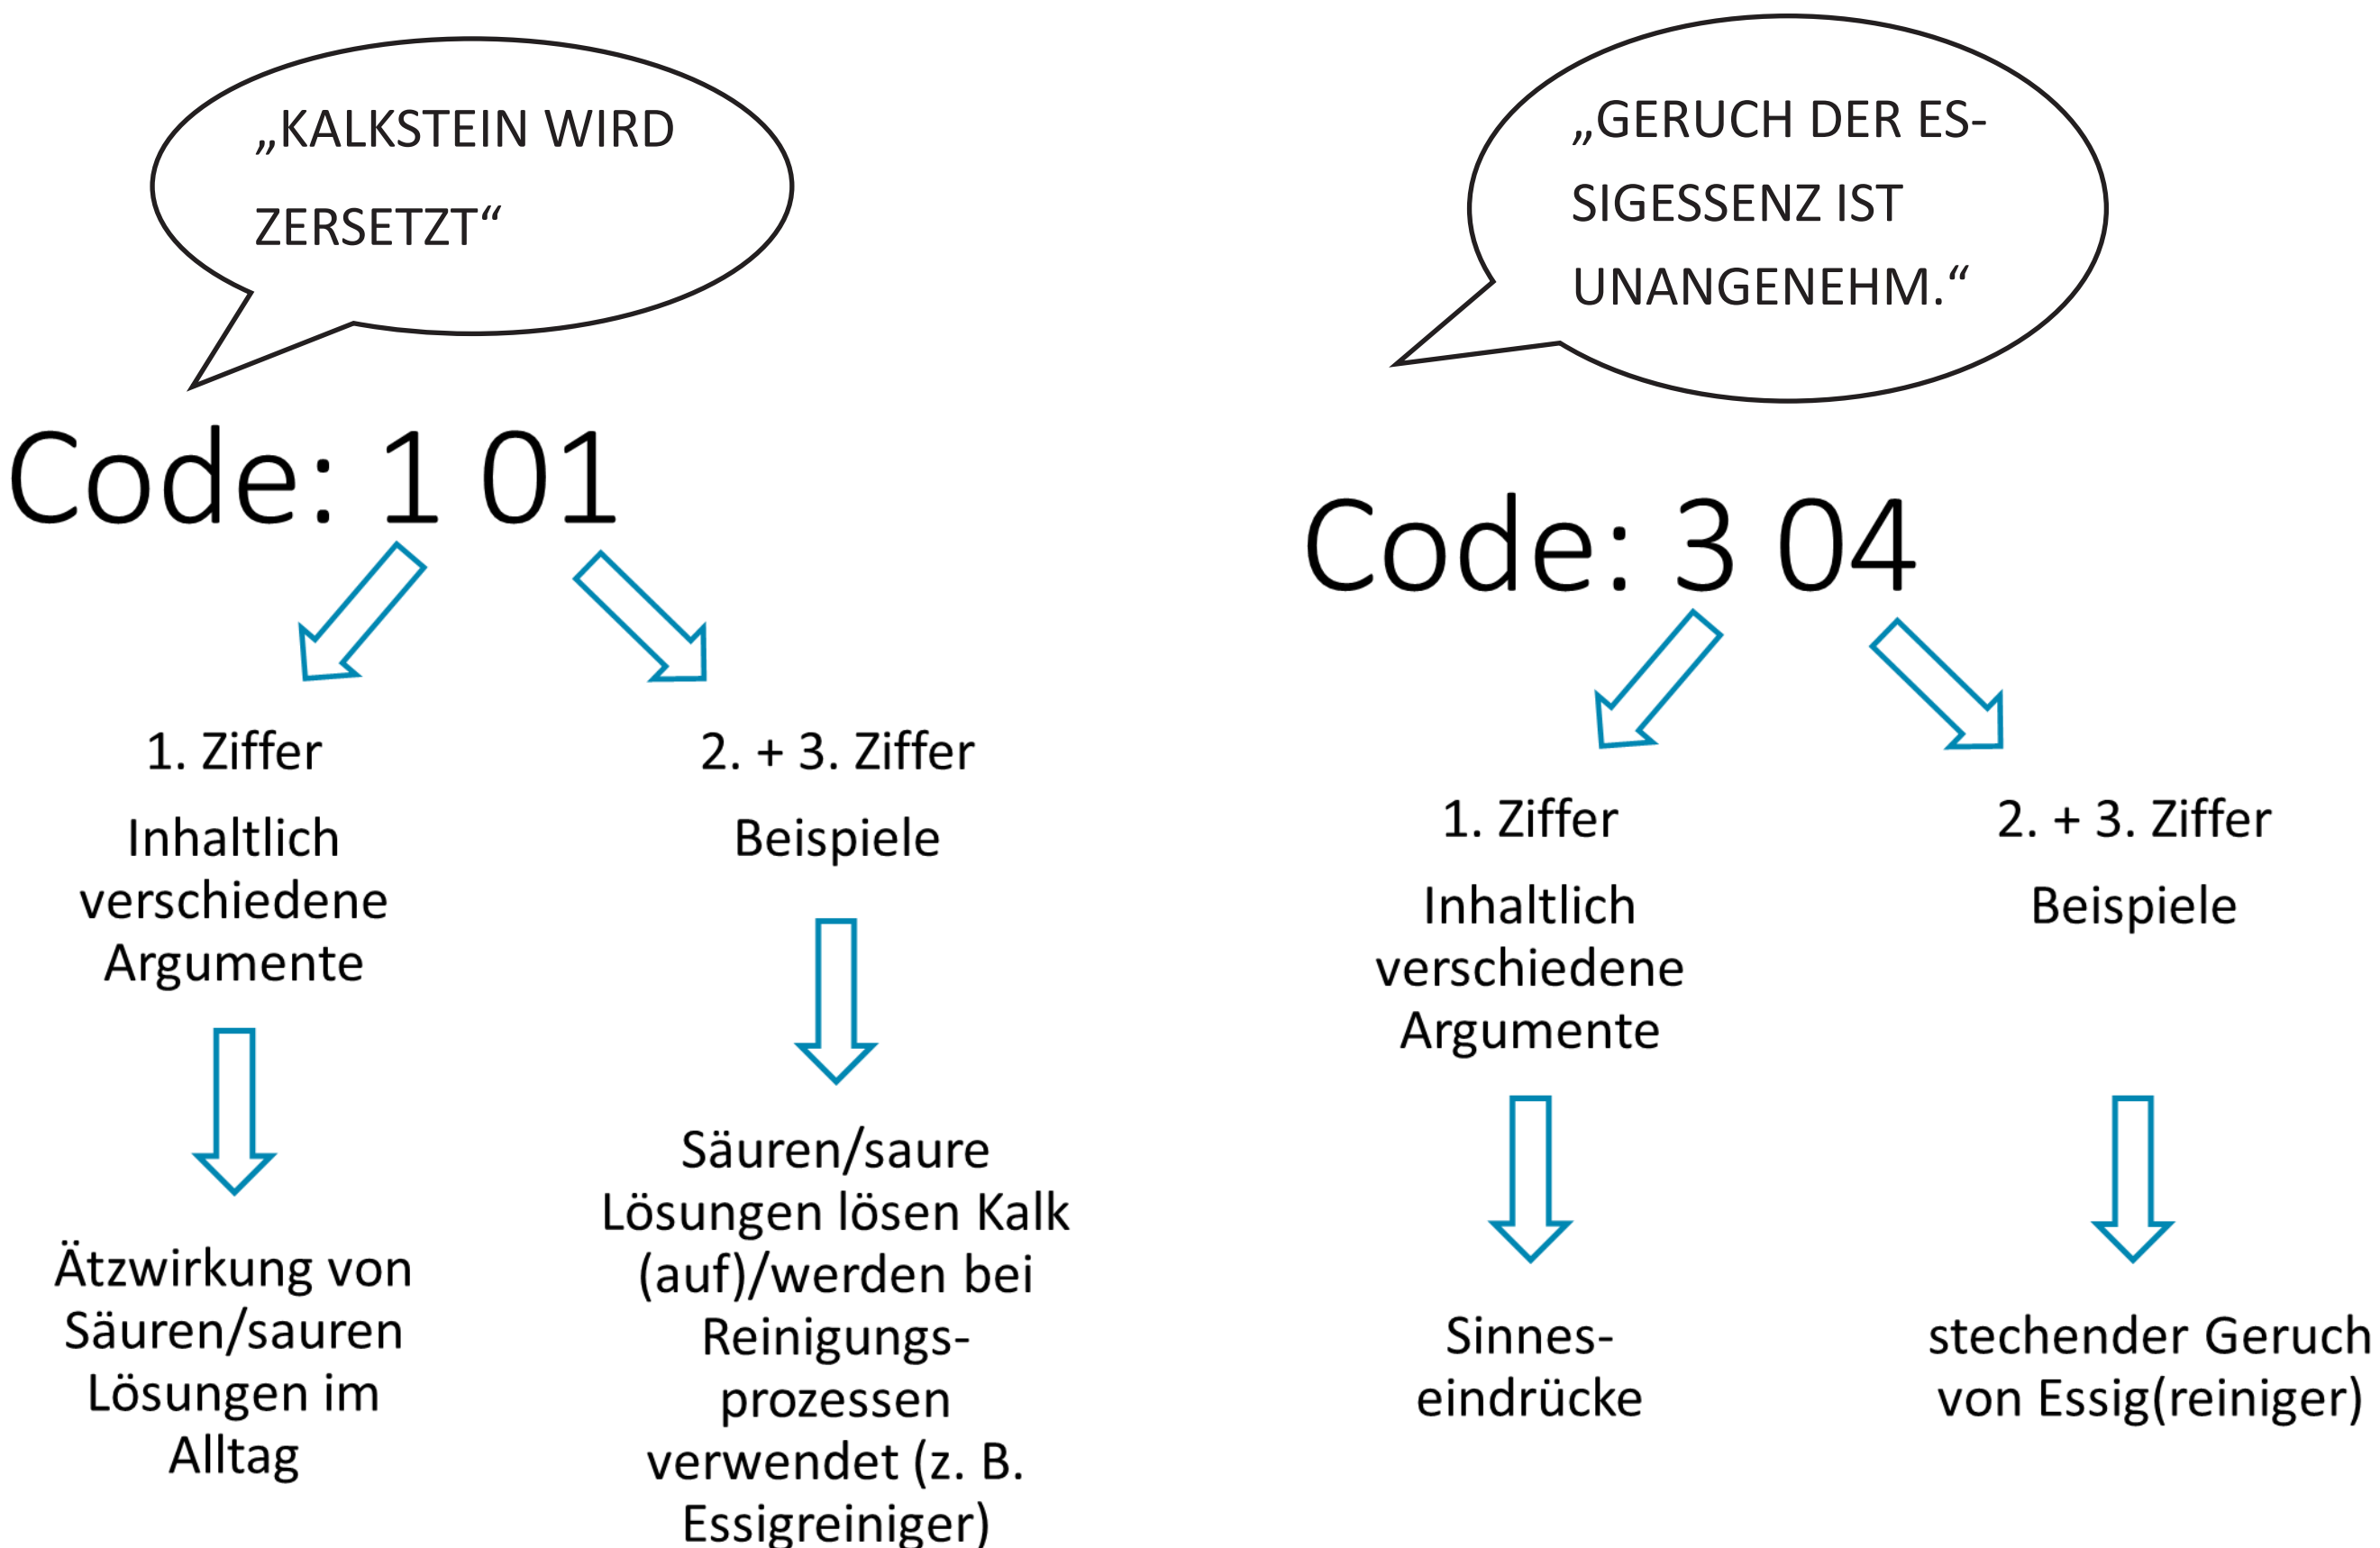 „KALKSTEIN WIRD
ZERSETZT“
Code: 1 01
1. Ziffer
Inhaltlich
verschiedene
Argumente
Ätzwirkung von
Säuren/sauren
Lösungen im
Alltag
2. + 3. Ziffer
Beispiele
Säuren/saure
Lösungen lösen Kalk
(auf)/werden bei
Reinigungs-
prozessen
verwendet (z. B.
Essigreiniger)
„GERUCH DER ES-
SIGESSENZ IST
UNANGENEHM.“
Code: 3 04
1. Ziffer
Inhaltlich
verschiedene
Argumente
Sinnes-
eindrücke
2. + 3. Ziffer
Beispiele
stechender Geruch
von Essig(reiniger)